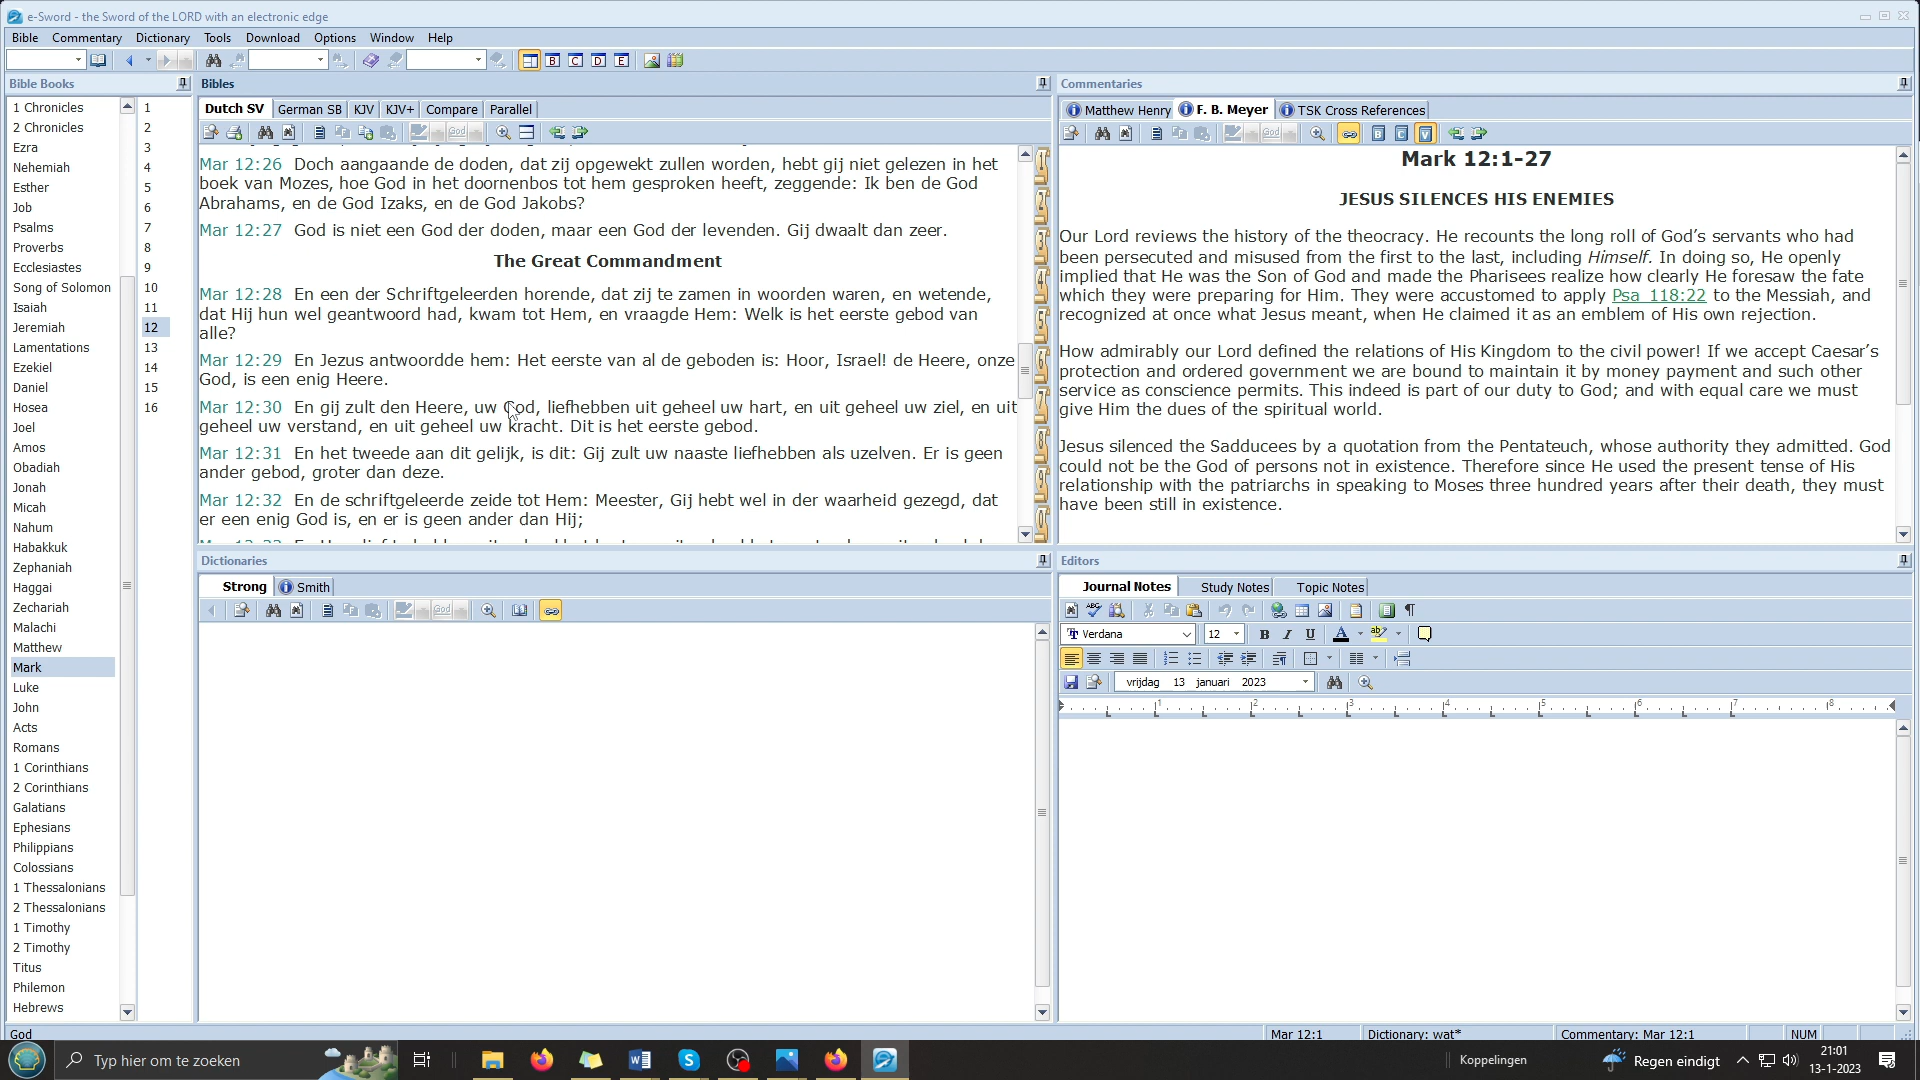 e-Sword - the Sword of the LORD with an electronic edge
Bible Commentary Dictionary Tools Download Options Window Help
B C D E
Bible Books
1 Chronicles
2 Chronicles
Ezra
Nehemiah
Esther
Job
Psalms
Proverbs
Ecclesiastes
Song of Solomon
Isaiah
Jeremiah
Lamentations
Ezekiel
Daniel
Hosea
Joel
Amos
Obadiah
Jonah
Micah
Nahum
Habakkuk
Zephaniah
Haggai
Zechariah
Malachi
Matthew
Mark
Luke
John
Acts
Romans
1 Corinthians
2 Corinthians
Galatians
Ephesians
Philippians
Colossians
1 Thessalonians
2 Thessalonians
1 Timothy
2 Timothy
Titus
Philemon
Hebrews
1
2
3
4
5
6
7
8
9
10
11
12
13
14
15
16
Bibles
Dutch SV German SB KJV KJV+ Compare Parallel
God
Mar 12:26 Doch aangaande de doden, dat zij opgewekt zullen worden, hebt gij niet gelezen in het
boek van Mozes, hoe God in het doornenbos tot hem gesproken heeft, zeggende: Ik ben de God
Abrahams, en de God Izaks, en de God Jakobs?
Mar 12:27 God is niet een God der doden, maar een God der levenden. Gij dwaalt dan zeer.
The Great Commandment
Mar 12:28 En een der Schriftgeleerden horende, dat zij te zamen in woorden waren, en wetende,
dat Hij hun wel geantwoord had, kwam tot Hem, en vraagde Hem: Welk is het eerste gebod van
alle?
Mar 12:29 En Jezus antwoordde hem: Het eerste van al de geboden is: Hoor, Israel! de Heere, onze
God, is een enig Heere.
Mar 12:30 En gij zult den Heere, uw God, liefhebben uit geheel uw hart, en uit geheel uw ziel, en uit
geheel uw verstand, en uit geheel uw kracht. Dit is het eerste gebod.
Mar 12:31 En het tweede aan dit gelijk, is dit: Gij zult uw naaste liefhebben als uzelven. Er is geen
ander gebod, groter dan deze.
Mar 12:32 En de schriftgeleerde zeide tot Hem: Meester, Gij hebt wel in der waarheid gezegd, dat
er een enig God is, en er is geen ander dan Hij;
1
2
3
4
5
6
7
8
9
0
Commentaries
Matthew Henry F. B. Meyer TSK Cross References
God B C V
Mark 12:1-27
JESUS SILENCES HIS ENEMIES
Our Lord reviews the history of the theocracy. He recounts the long roll of God's servants who had
been persecuted and misused from the first to the last, including Himself. In doing so, He openly
implied that He was the Son of God and made the Pharisees realize how clearly He foresaw the fate
which they were preparing for Him. They were accustomed to apply Psa_118:22 to the Messiah, and
recognized at once what Jesus meant, when He claimed it as an emblem of His own rejection.
How admirably our Lord defined the relations of His Kingdom to the civil power! If we accept Caesar's
protection and ordered government we are bound to maintain it by money payment and such other
service as conscience permits. This indeed is part of our duty to God; and with equal care we must
give Him the dues of the spiritual world.
Jesus silenced the Sadducees by a quotation from the Pentateuch, whose authority they admitted. God
could not be the God of persons not in existence. Therefore since He used the present tense of His
relationship with the patriarchs in speaking to Moses three hundred years after their death, they must
have been still in existence.
Dictionaries
Strong Smith
God
Editors
Journal Notes Study Notes Topic Notes
Verdana 12 B I U A
vrijdag 13 januari 2023
1 2 3 4 5 6 7 8
God Mar 12:1 Dictionary: wat* Commentary: Mar 12:1 NUM
Typ hier om te zoeken Koppelingen Regen eindigt 21:01
13-1-2023